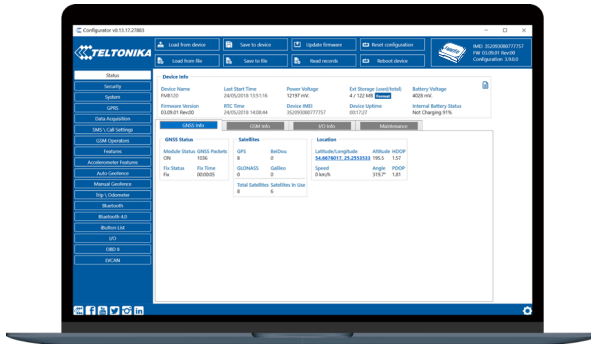 Configurator v0.13.17.27883
TELTONIKA
Load from device
Save to device
Update firmware
Reset configuration
Load from file
Save to file
Read records
Reboot device
IMEI 352093080777757
FW 03.09.01 Rev:00
Configuration 3.9.0.0
Status
Security
System
GPRS
Data Acquisition
SMS \ Call Settings
GSM Operators
Features
Accelerometer Features
Auto Geofence
Manual Geofence
Trip \ Odometer
Bluetooth
Bluetooth 4.0
iButton List
I/O
OBD II
LVCAN
Device Info
Device Name
FMB120
Last Start Time
24/05/2018 13:51:16
Power Voltage
12197 mV.
Ext Storage (used/total)
4 / 122 MB Format
Battery Voltage
4028 mV.
Firmware Version
03.09.01 Rev:00
RTC Time
24/05/2018 14:08:44
Device IMEI
352093080777757
Device Uptime
00:17:27
Internal Battery Status
Not Charging 91%
GNSS Info
GSM Info
I/O Info
Maintenance
GNSS Status
Module Status GNSS Packets
ON 1036
Fix Status Fix Time
Fix 00:00:05
Satellites
GPS BeiDou
8 0
GLONASS Galileo
0 0
Total Satellites Satellites In Use
8 6
Location
Latitude/Longitude Altitude HDOP
54.6676017, 25.2553533 195.5 1.57
Speed Angle PDOP
0 km/h 319.7° 1.81